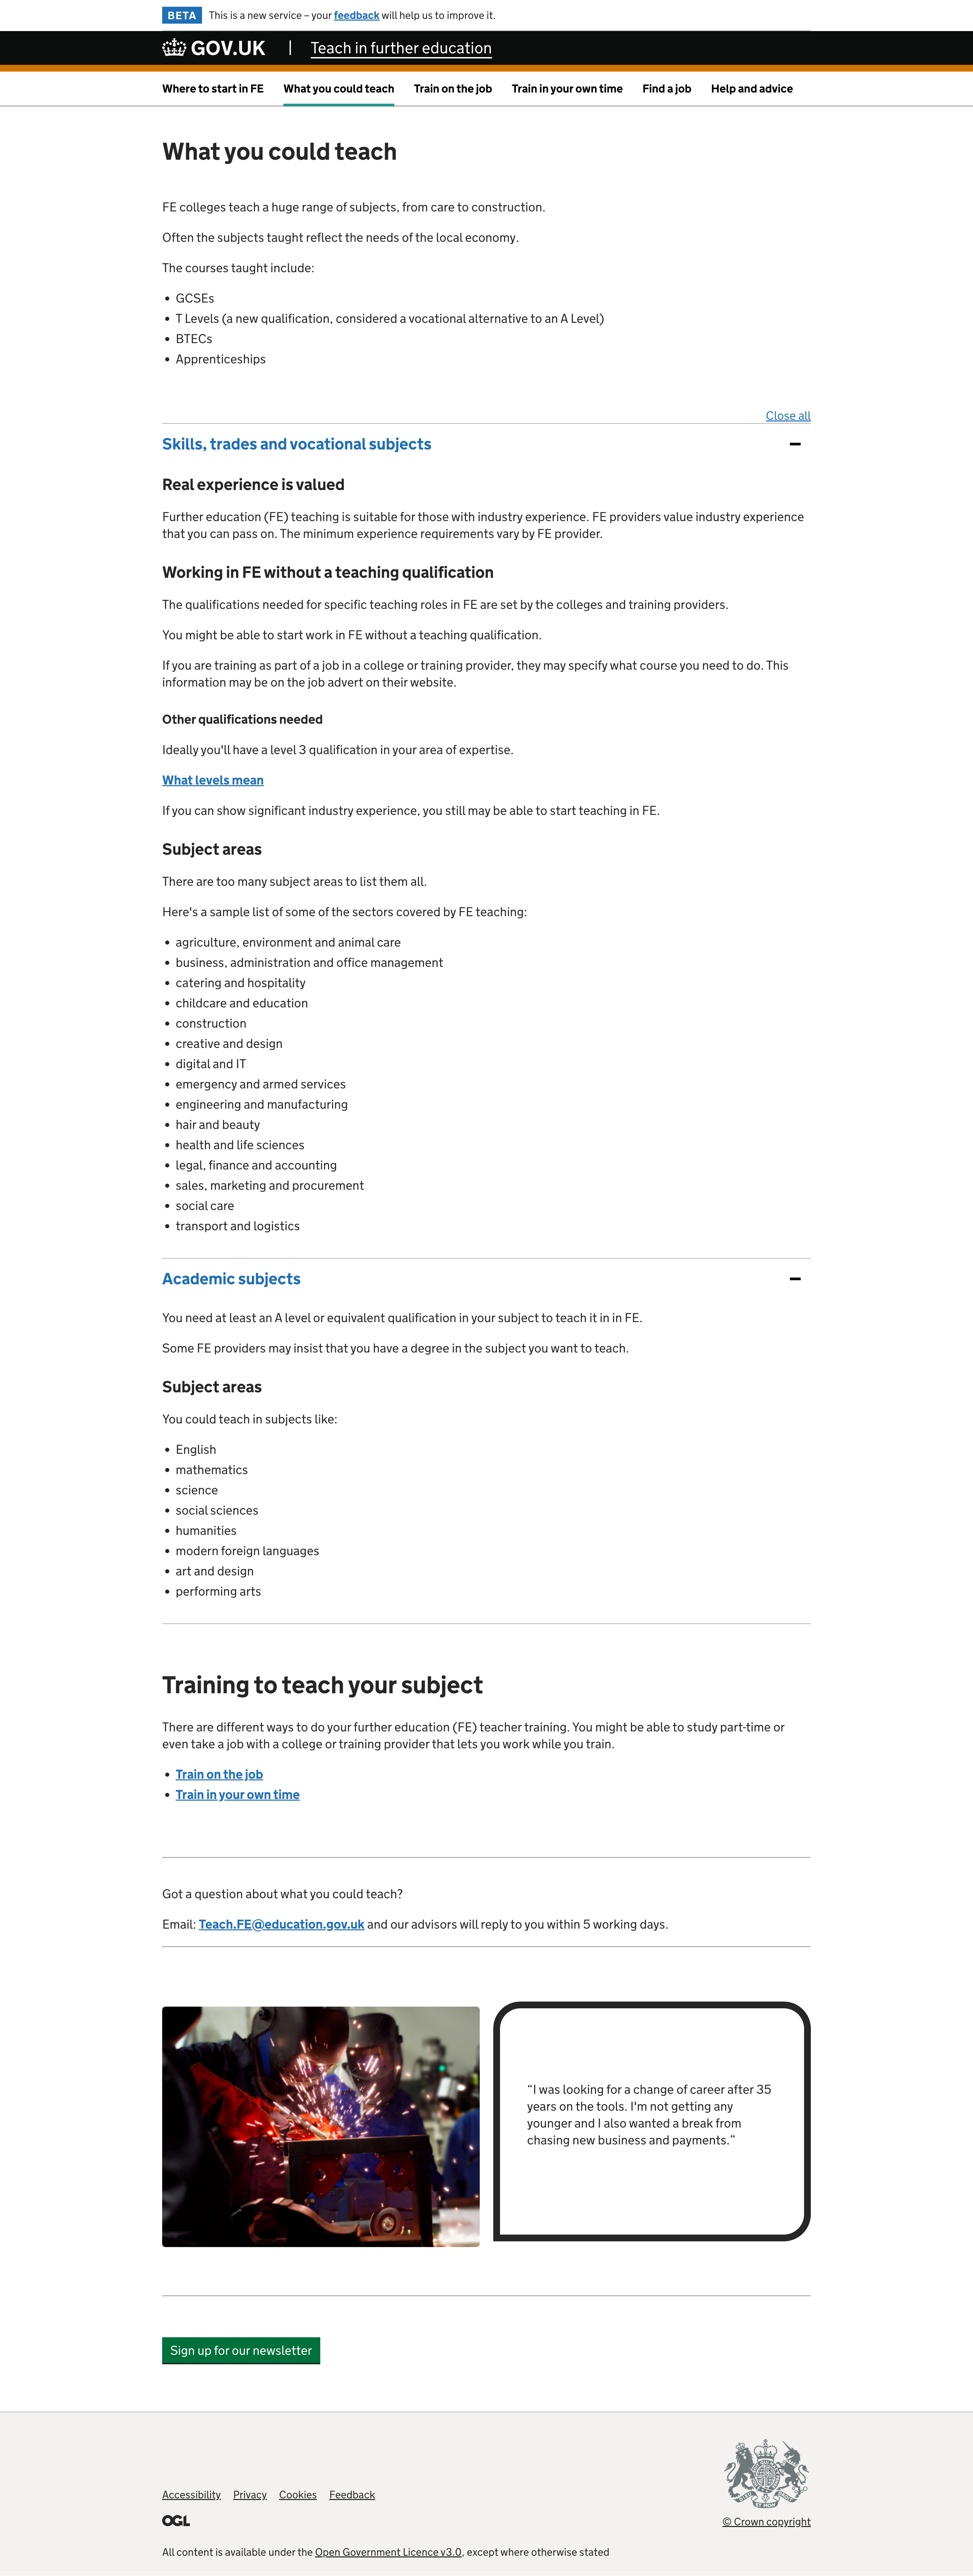 BETA This is a new service – your feedback will help us to improve it.
GOV.UK | Teach in further education
Where to start in FE What you could teach Train on the job Train in your own time Find a job Help and advice
What you could teach
FE colleges teach a huge range of subjects, from care to construction.
Often the subjects taught reflect the needs of the local economy.
The courses taught include:
• GCSEs
• T Levels (a new qualification, considered a vocational alternative to an A Level)
• BTECs
• Apprenticeships
Close all
Skills, trades and vocational subjects
Real experience is valued
Further education (FE) teaching is suitable for those with industry experience. FE providers value industry experience
that you can pass on. The minimum experience requirements vary by FE provider.
Working in FE without a teaching qualification
The qualifications needed for specific teaching roles in FE are set by the colleges and training providers.
You might be able to start work in FE without a teaching qualification.
If you are training as part of a job in a college or training provider, they may specify what course you need to do. This
information may be on the job advert on their website.
Other qualifications needed
Ideally you'll have a level 3 qualification in your area of expertise.
What levels mean
If you can show significant industry experience, you still may be able to start teaching in FE.
Subject areas
There are too many subject areas to list them all.
Here's a sample list of some of the sectors covered by FE teaching:
• agriculture, environment and animal care
• business, administration and office management
• catering and hospitality
• childcare and education
• construction
• creative and design
• digital and IT
• emergency and armed services
• engineering and manufacturing
• hair and beauty
• health and life sciences
• legal, finance and accounting
• sales, marketing and procurement
• social care
• transport and logistics
Academic subjects
You need at least an A level or equivalent qualification in your subject to teach it in in FE.
Some FE providers may insist that you have a degree in the subject you want to teach.
Subject areas
You could teach in subjects like:
• English
• mathematics
• science
• social sciences
• humanities
• modern foreign languages
• art and design
• performing arts
Training to teach your subject
There are different ways to do your further education (FE) teacher training. You might be able to study part-time or
even take a job with a college or training provider that lets you work while you train.
• Train on the job
• Train in your own time
Got a question about what you could teach?
Email: Teach.FE@education.gov.uk and our advisors will reply to you within 5 working days.
“I was looking for a change of career after 35
years on the tools. I'm not getting any
younger and I also wanted a break from
chasing new business and payments.”
Sign up for our newsletter
Accessibility Privacy Cookies Feedback
OGL
© Crown copyright
All content is available under the Open Government Licence v3.0, except where otherwise stated